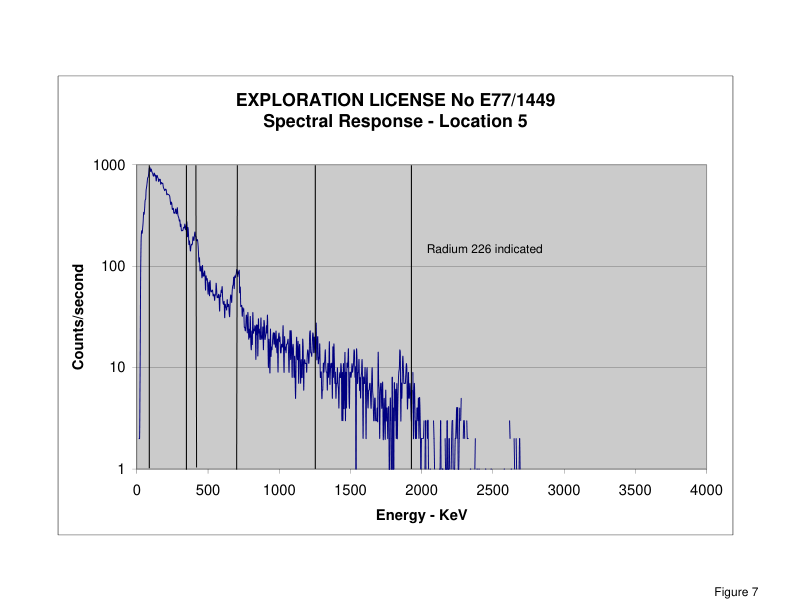 EXPLORATION LICENSE No E77/1449
Spectral Response - Location 5
1000
100
10
1
Counts/second
Radium 226 indicated
0 500 1000 1500 2000 2500 3000 3500 4000
Energy - KeV
Figure 7